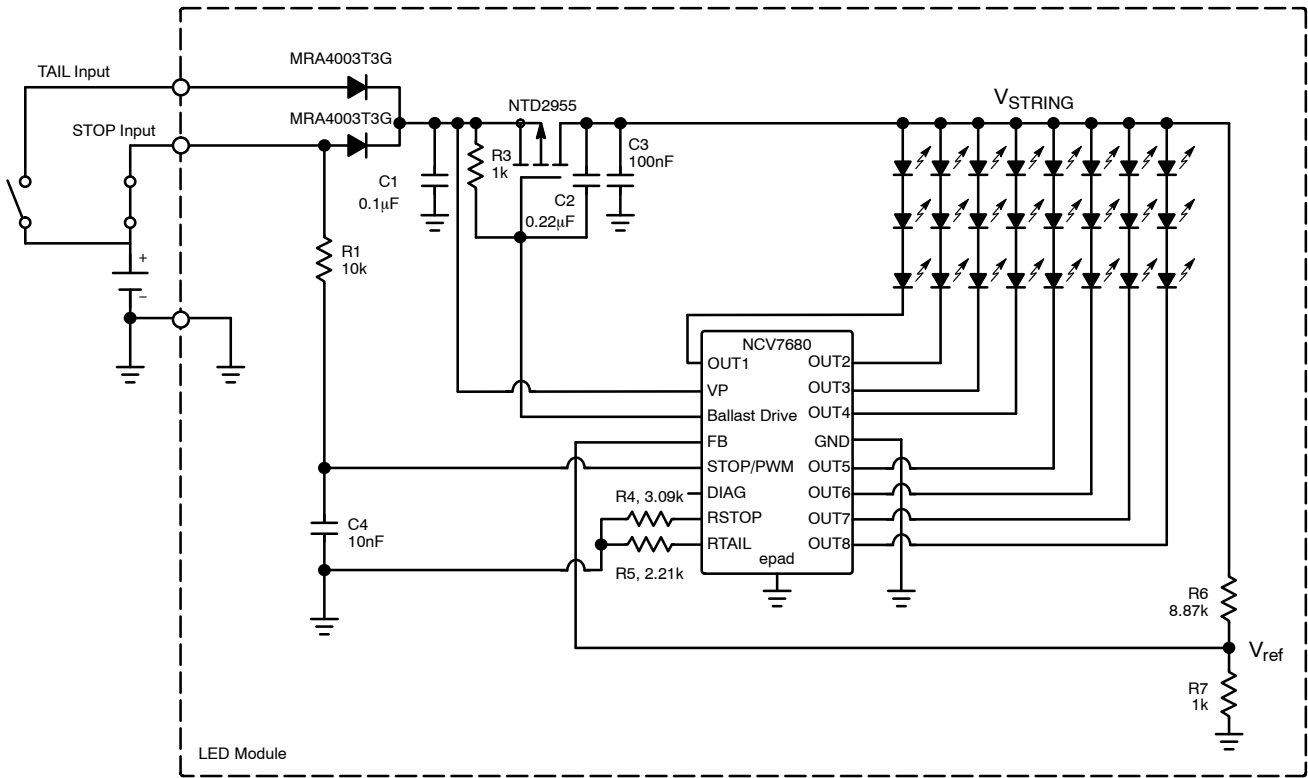 MRA4003T3G
TAIL Input
MRA4003T3G
STOP Input
NTD2955
VSTRING
R3
1k
C3
100nF
C1
0.1µF
C2
0.22µF
R1
10k
+
−
NCV7680
OUT1
VP
Ballast Drive
FB
STOP/PWM
DIAG
RSTOP
RTAIL
epad
OUT2
OUT3
OUT4
GND
OUT5
OUT6
OUT7
OUT8
R4, 3.09k
R5, 2.21k
C4
10nF
R6
8.87k
Vref
R7
1k
LED Module